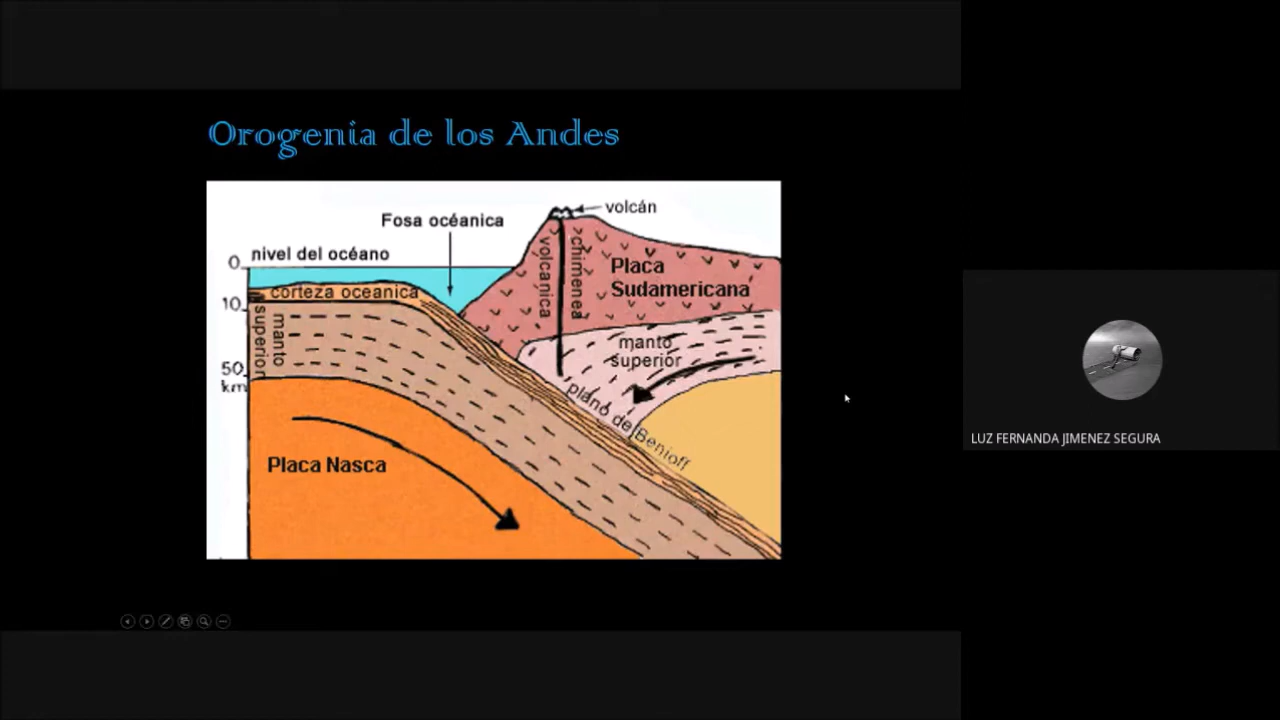 Orogenia de los Andes
volcán
Fosa océanica
nivel del océano
0
corteza oceanica
10
manto
superior
50
km
volcanica
chimenea
Placa
Sudamericana
manto
superior
plano de Benioff
Placa Nasca
LUZ FERNANDA JIMENEZ SEGURA